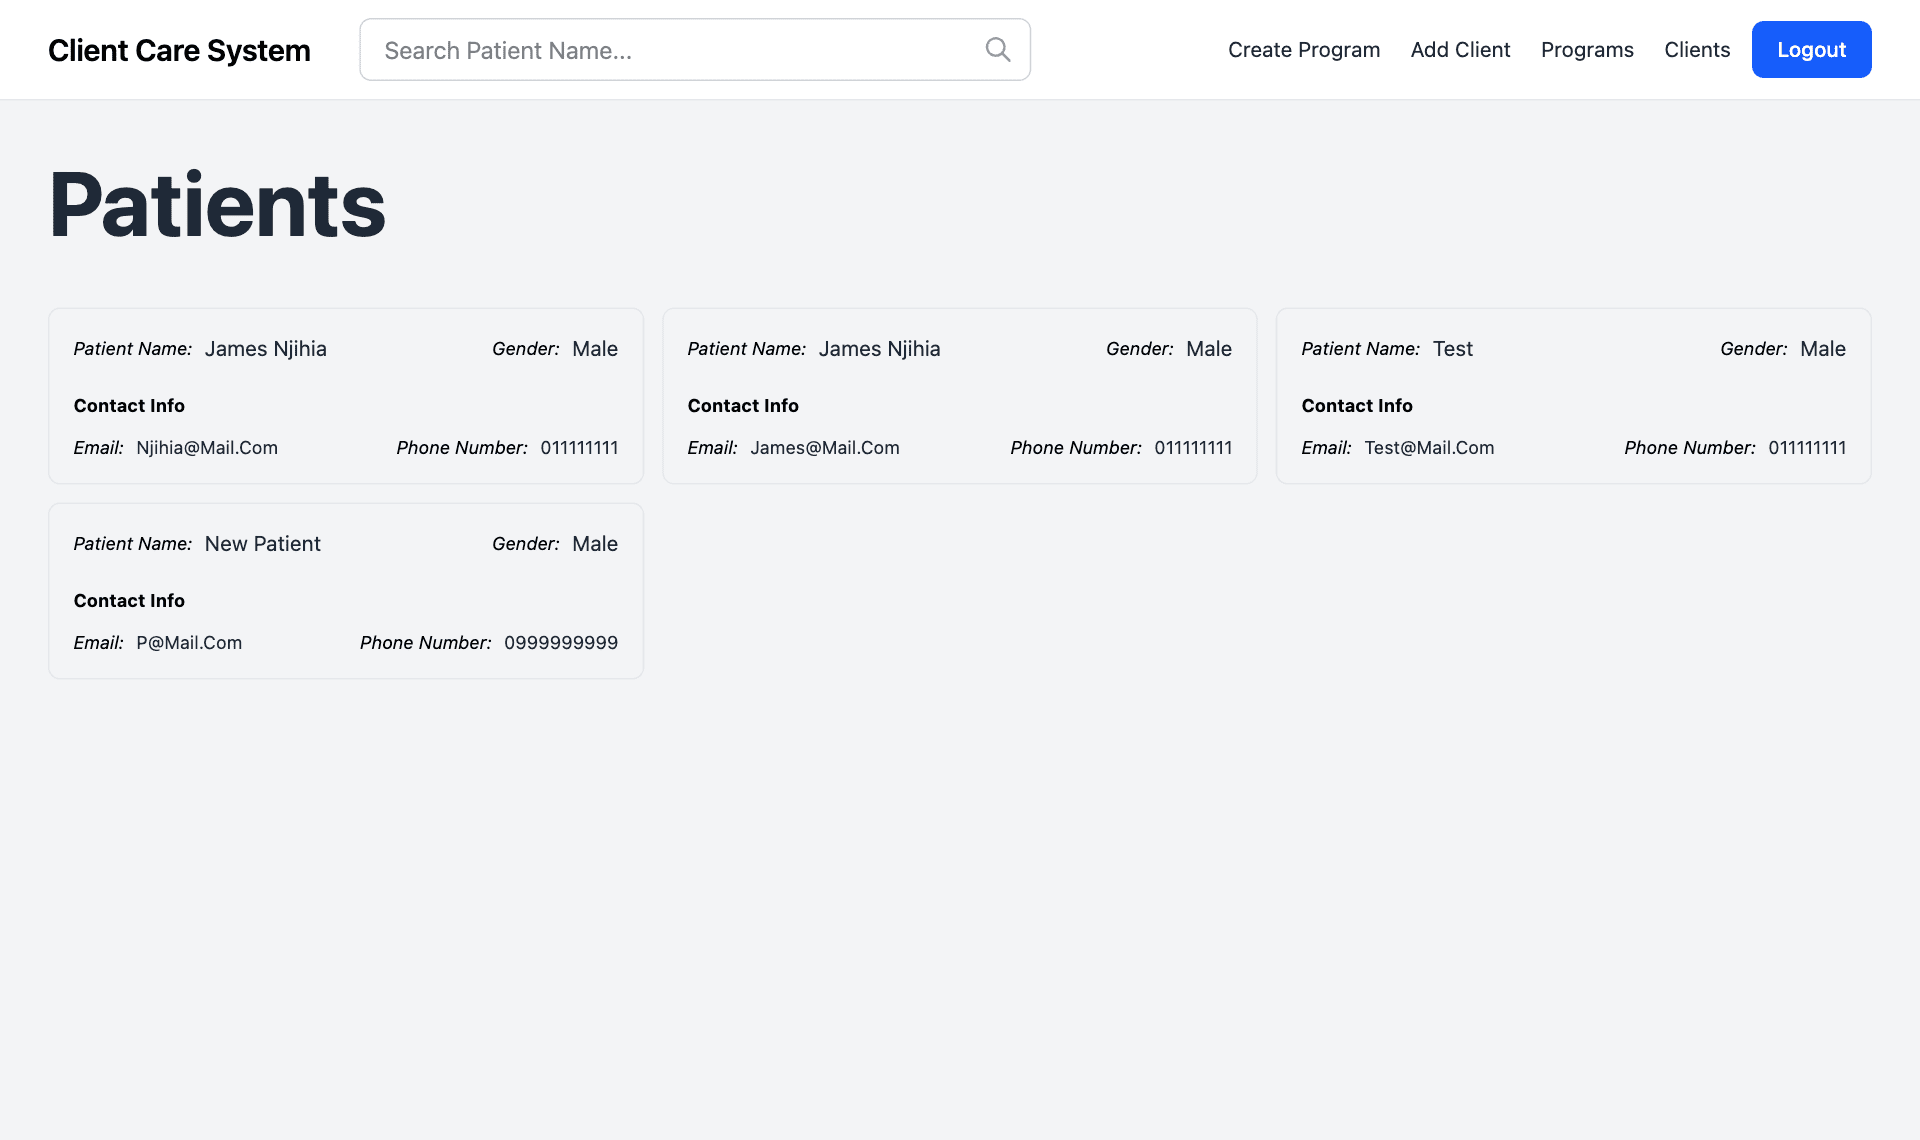 Client Care System
Search Patient Name...
Create Program
Add Client
Programs
Clients
Logout
Patients
Patient Name: James Njihia Gender: Male
Contact Info
Email: Njihia@Mail.Com Phone Number: 011111111
Patient Name: James Njihia Gender: Male
Contact Info
Email: James@Mail.Com Phone Number: 011111111
Patient Name: Test Gender: Male
Contact Info
Email: Test@Mail.Com Phone Number: 011111111
Patient Name: New Patient Gender: Male
Contact Info
Email: P@Mail.Com Phone Number: 0999999999